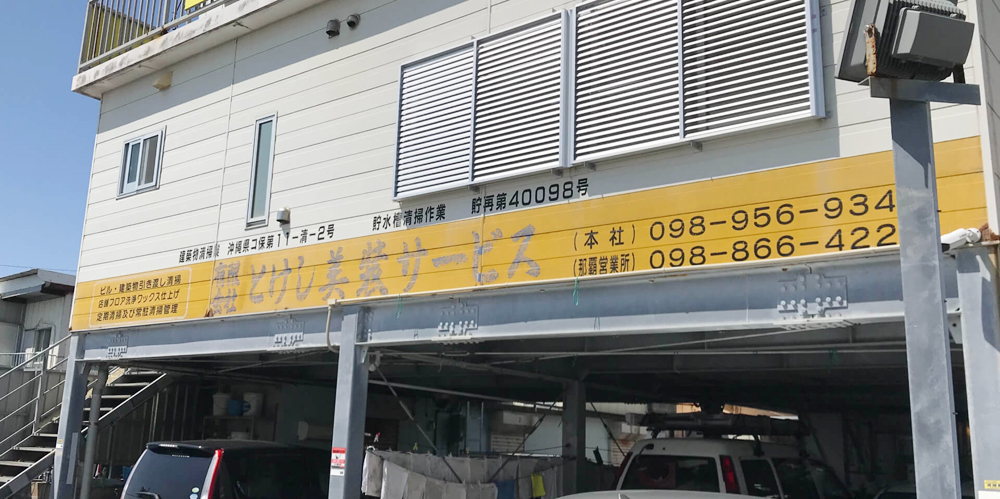 建築物清掃業 沖縄県コ保第11-清-2号
貯水槽清掃作業 貯再第40098号
ビル・建築物引き渡し清掃
店舗フロア洗浄ワックス仕上げ
定期清掃及び常駐清掃管理
有限会社 とけし美装サービス
(本社) 098-956-934
(那覇営業所) 098-866-422